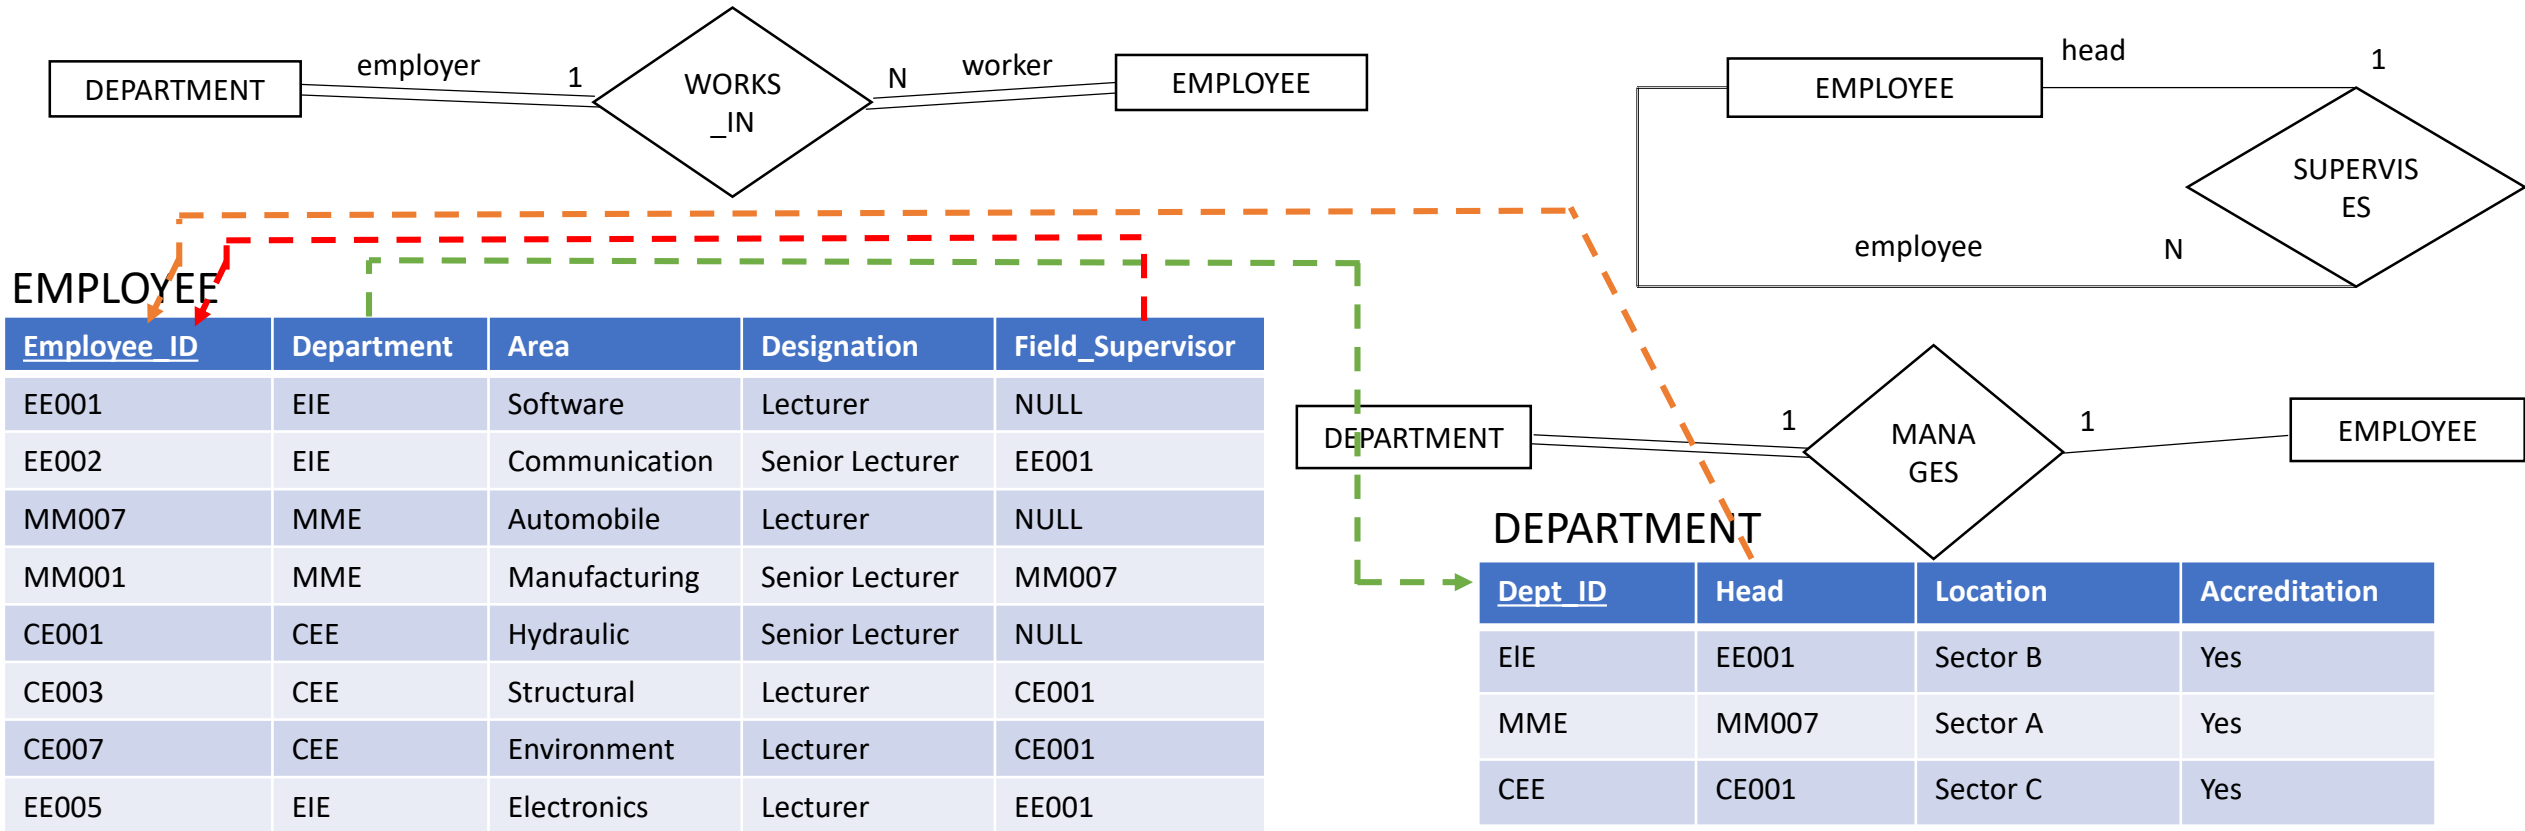 employer 1 N worker
DEPARTMENT
WORKS
_IN
EMPLOYEE
head 1
EMPLOYEE
SUPERVIS
ES
employee N
EMPLOYEE
Employee_ID Department Area Designation Field_Supervisor
EE001 EIE Software Lecturer NULL
EE002 EIE Communication Senior Lecturer EE001
MM007 MME Automobile Lecturer NULL
MM001 MME Manufacturing Senior Lecturer MM007
CE001 CEE Hydraulic Senior Lecturer NULL
CE003 CEE Structural Lecturer CE001
CE007 CEE Environment Lecturer CE001
EE005 EIE Electronics Lecturer EE001
1 1
DEPARTMENT
MANA
GES
EMPLOYEE
DEPARTMENT
Dept_ID Head Location Accreditation
EIE EE001 Sector B Yes
MME MM007 Sector A Yes
CEE CE001 Sector C Yes